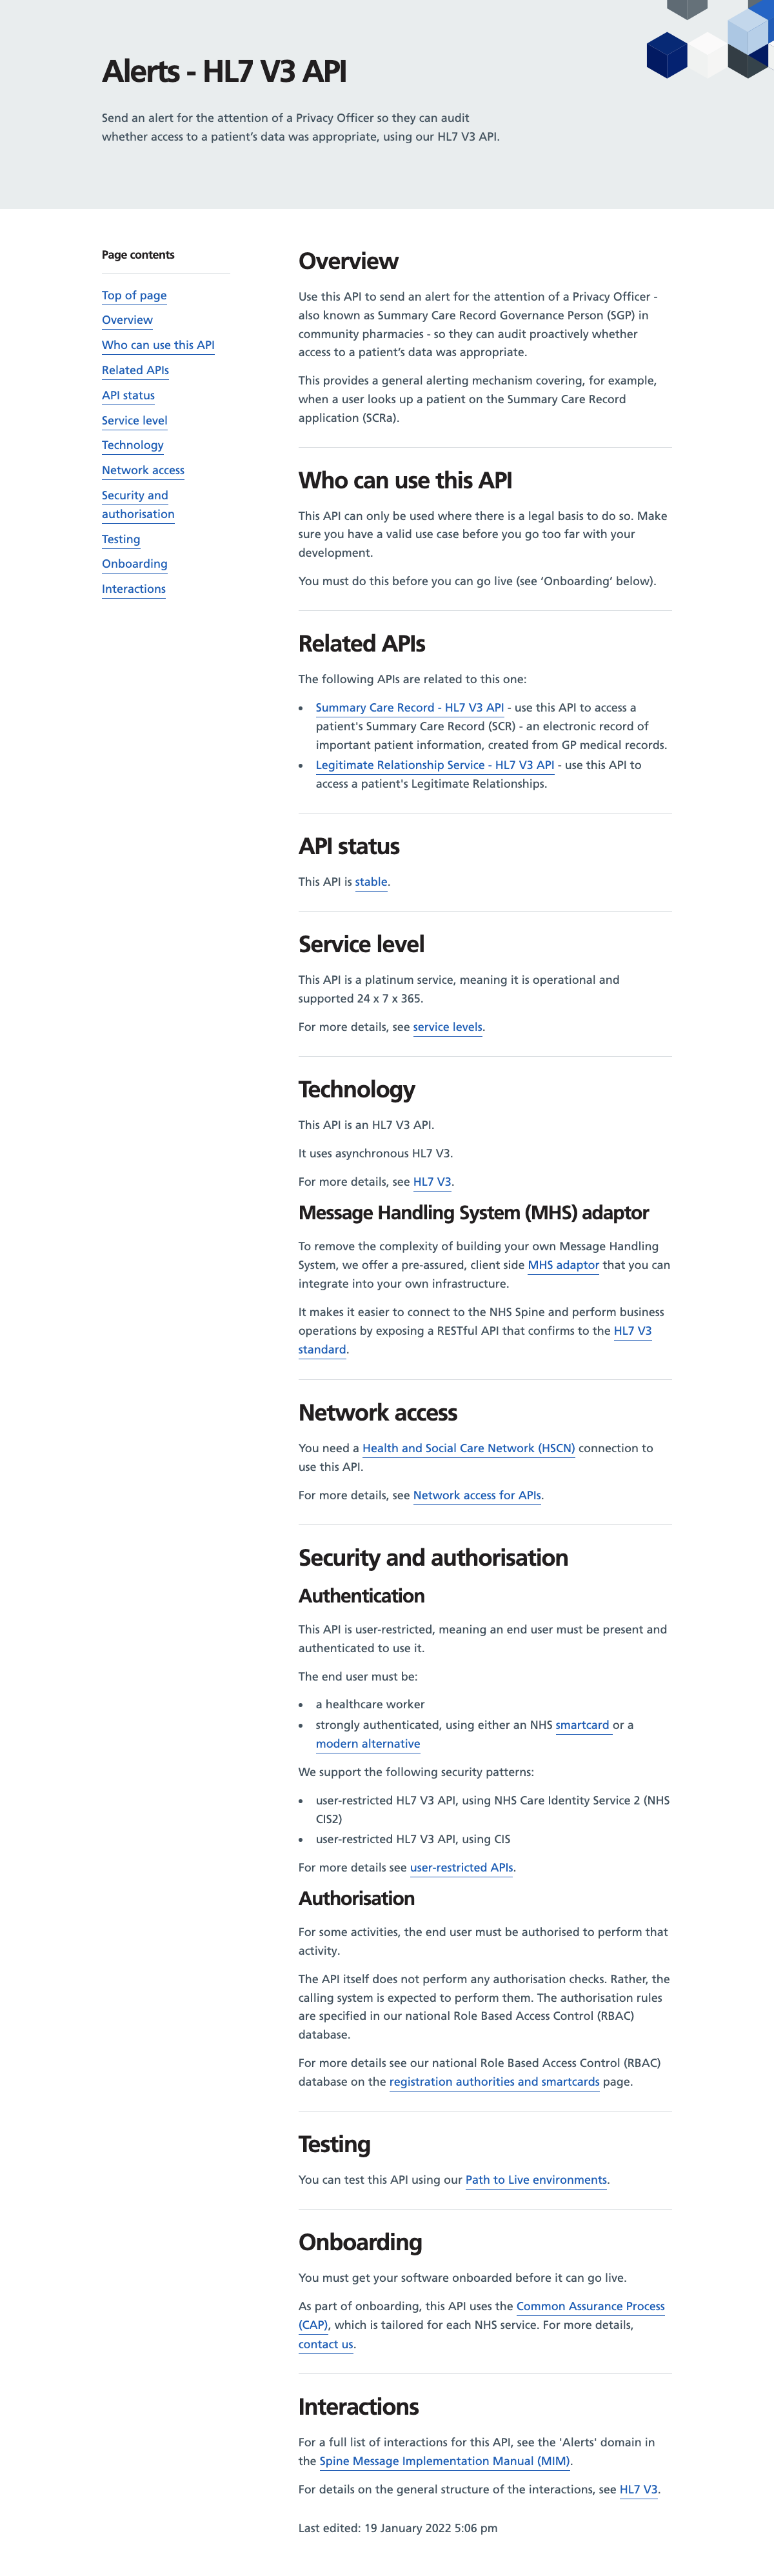 Alerts - HL7 V3 API
Send an alert for the attention of a Privacy Officer so they can audit
whether access to a patient’s data was appropriate, using our HL7 V3 API.
Page contents
Top of page
Overview
Who can use this API
Related APIs
API status
Service level
Technology
Network access
Security and
authorisation
Testing
Onboarding
Interactions
Overview
Use this API to send an alert for the attention of a Privacy Officer -
also known as Summary Care Record Governance Person (SGP) in
community pharmacies - so they can audit proactively whether
access to a patient’s data was appropriate.
This provides a general alerting mechanism covering, for example,
when a user looks up a patient on the Summary Care Record
application (SCRa).
Who can use this API
This API can only be used where there is a legal basis to do so. Make
sure you have a valid use case before you go too far with your
development.
You must do this before you can go live (see ‘Onboarding’ below).
Related APIs
The following APIs are related to this one:
• Summary Care Record - HL7 V3 API - use this API to access a
patient's Summary Care Record (SCR) - an electronic record of
important patient information, created from GP medical records.
• Legitimate Relationship Service - HL7 V3 API - use this API to
access a patient's Legitimate Relationships.
API status
This API is stable.
Service level
This API is a platinum service, meaning it is operational and
supported 24 x 7 x 365.
For more details, see service levels.
Technology
This API is an HL7 V3 API.
It uses asynchronous HL7 V3.
For more details, see HL7 V3.
Message Handling System (MHS) adaptor
To remove the complexity of building your own Message Handling
System, we offer a pre-assured, client side MHS adaptor that you can
integrate into your own infrastructure.
It makes it easier to connect to the NHS Spine and perform business
operations by exposing a RESTful API that confirms to the HL7 V3
standard.
Network access
You need a Health and Social Care Network (HSCN) connection to
use this API.
For more details, see Network access for APIs.
Security and authorisation
Authentication
This API is user-restricted, meaning an end user must be present and
authenticated to use it.
The end user must be:
• a healthcare worker
• strongly authenticated, using either an NHS smartcard or a
modern alternative
We support the following security patterns:
• user-restricted HL7 V3 API, using NHS Care Identity Service 2 (NHS
CIS2)
• user-restricted HL7 V3 API, using CIS
For more details see user-restricted APIs.
Authorisation
For some activities, the end user must be authorised to perform that
activity.
The API itself does not perform any authorisation checks. Rather, the
calling system is expected to perform them. The authorisation rules
are specified in our national Role Based Access Control (RBAC)
database.
For more details see our national Role Based Access Control (RBAC)
database on the registration authorities and smartcards page.
Testing
You can test this API using our Path to Live environments.
Onboarding
You must get your software onboarded before it can go live.
As part of onboarding, this API uses the Common Assurance Process
(CAP), which is tailored for each NHS service. For more details,
contact us.
Interactions
For a full list of interactions for this API, see the 'Alerts' domain in
the Spine Message Implementation Manual (MIM).
For details on the general structure of the interactions, see HL7 V3.
Last edited: 19 January 2022 5:06 pm